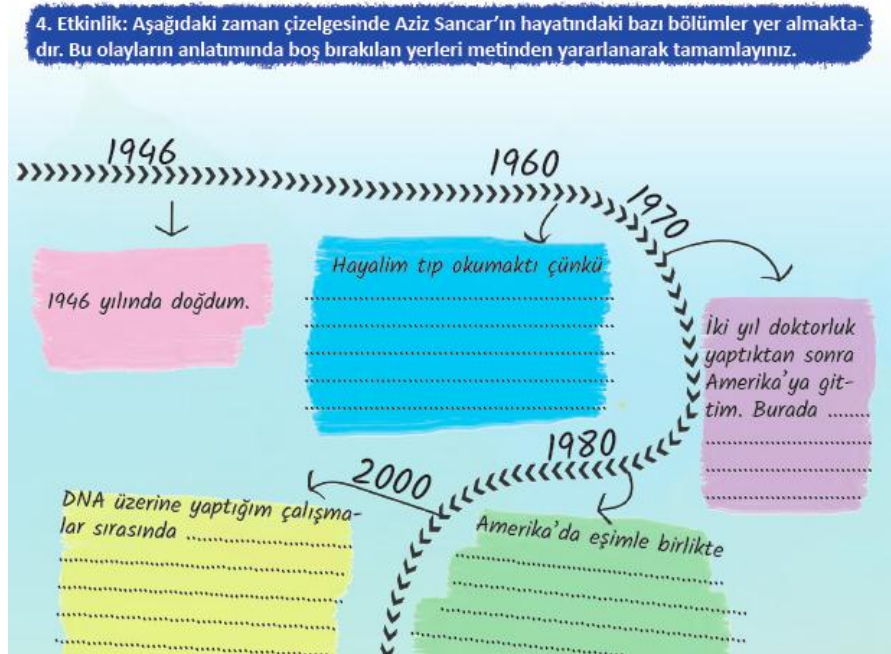 4. Etkinlik: Aşağıdaki zaman çizelgesinde Aziz Sancar'ın hayatındaki bazı bölümler yer almakta-
dır. Bu olayların anlatımında boş bırakılan yerleri metinden yararlanarak tamamlayınız.
1946
1960
1970
1946 yılında doğdum.
Hayalim tıp okumaktı çünkü
İki yıl doktorluk
yaptıktan sonra
Amerika'ya git-
tim. Burada ........
1980
2000
DNA üzerine yaptığım çalışma-
lar sırasında ..............................
Amerika'da eşimle birlikte